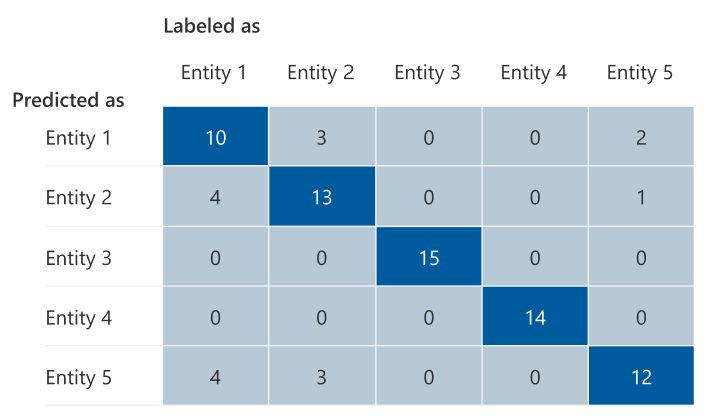 Labeled as
Entity 1 Entity 2 Entity 3 Entity 4 Entity 5
Predicted as
Entity 1 10 3 0 0 2
Entity 2 4 13 0 0 1
Entity 3 0 0 15 0 0
Entity 4 0 0 0 14 0
Entity 5 4 3 0 0 12